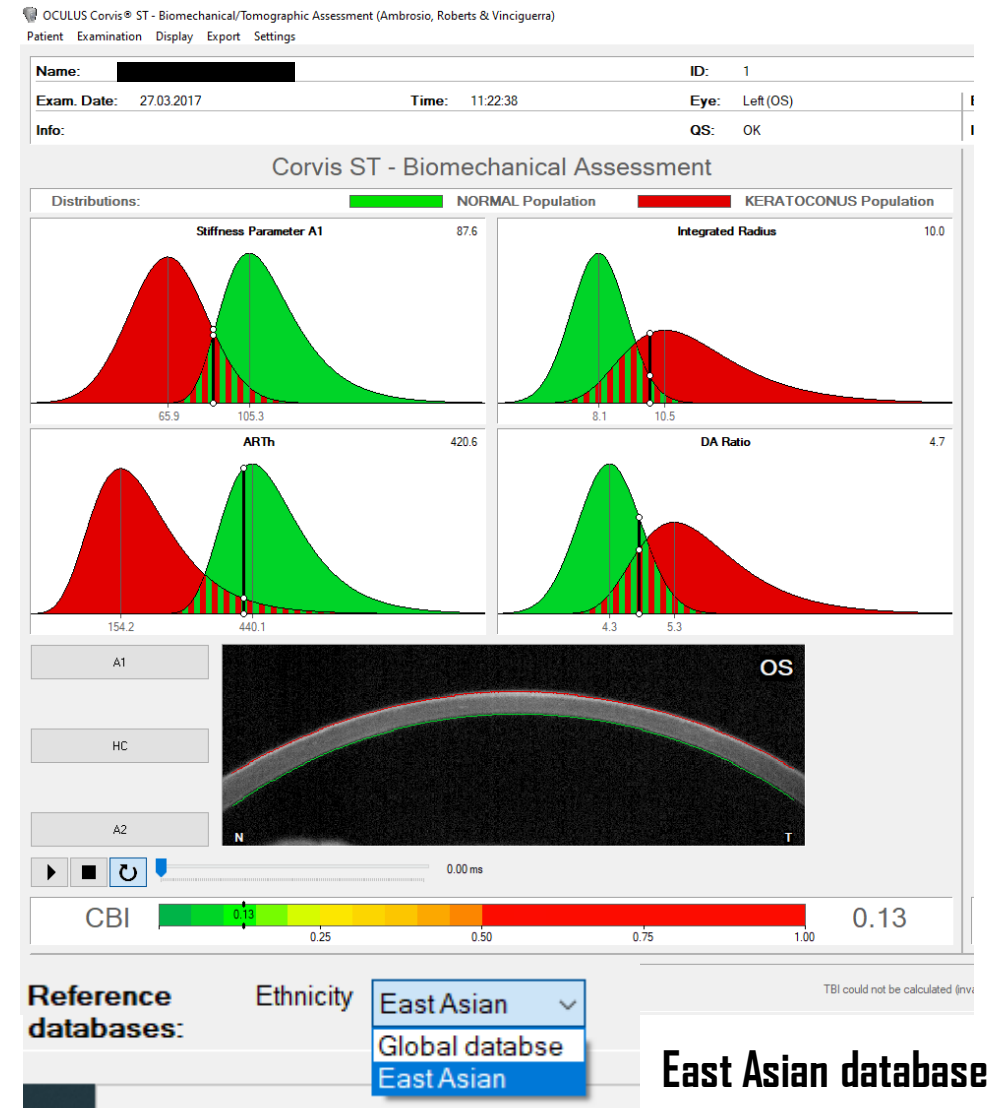 OCULUS Corvis® ST - Biomechanical/Tomographic Assessment (Ambrosio, Roberts & Vinciguerra)
Patient Examination Display Export Settings
Name: ID: 1
Exam. Date: 27.03.2017 Time: 11:22:38 Eye: Left (OS)
Info: QS: OK
Corvis ST - Biomechanical Assessment
Distributions: NORMAL Population KERATOCONUS Population
Stiffness Parameter A1 87.6
Integrated Radius 10.0
65.9 105.3
8.1 10.5
ARTh 420.6
DA Ratio 4.7
154.2 440.1
4.3 5.3
A1
HC
A2
OS
N T
0.00 ms
CBI 0.13 0.13
0.25 0.50 0.75 1.00
TBI could not be calculated
Reference databases:
Ethnicity
East Asian
Global databse
East Asian
East Asian database